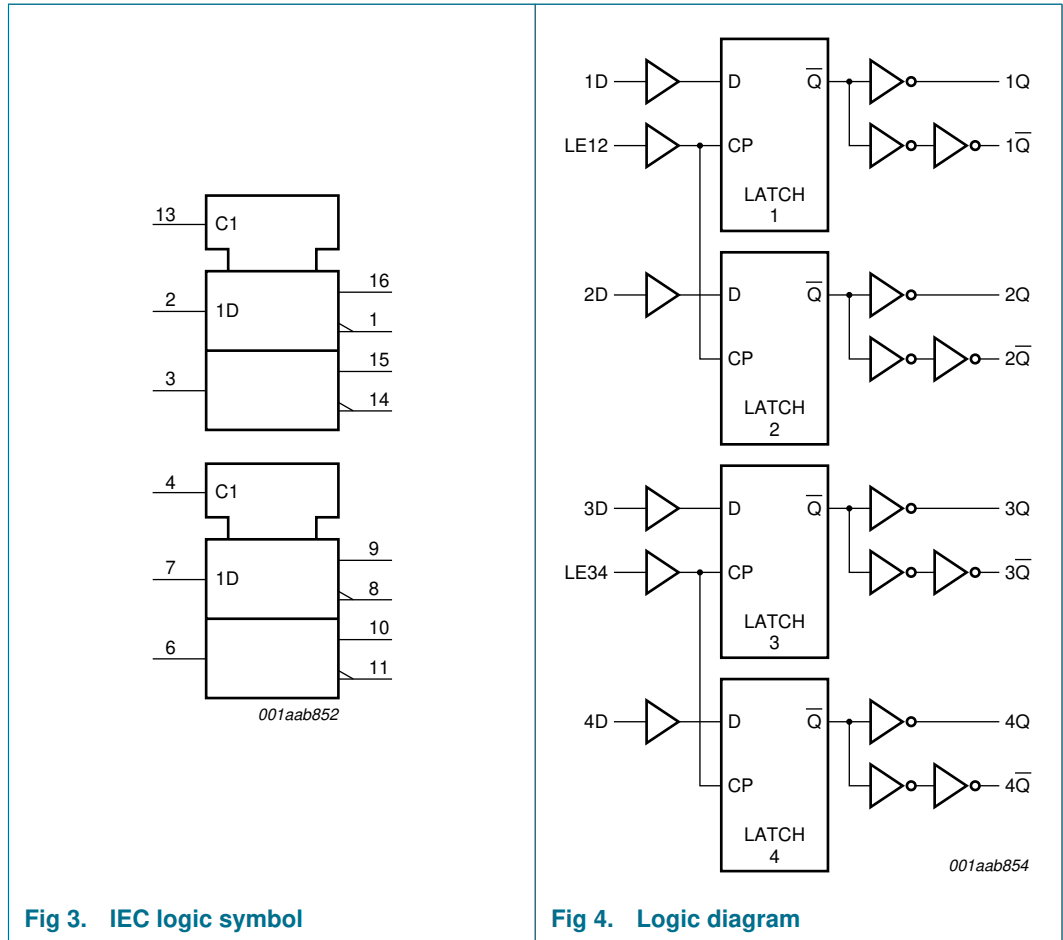 13
C1
2
1D
16
1
3
15
14
4
C1
7
1D
9
8
6
10
11
001aab852
Fig 3. IEC logic symbol
1D
D
Q̅
1Q
LE12
CP
1Q̅
LATCH
1
2D
D
Q̅
2Q
CP
2Q̅
LATCH
2
3D
D
Q̅
3Q
LE34
CP
3Q̅
LATCH
3
4D
D
Q̅
4Q
CP
4Q̅
LATCH
4
001aab854
Fig 4. Logic diagram